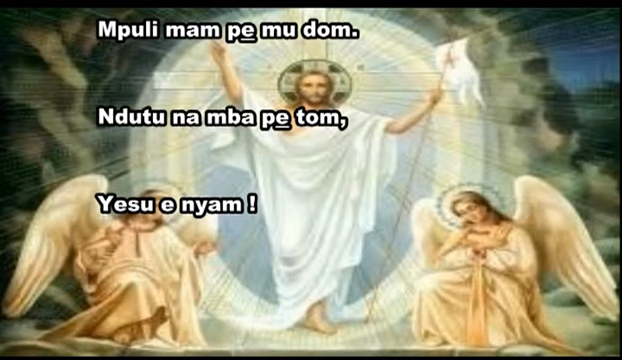 Mpuli mam pe̱ mu dom.
Ndutu na mba pe̱ tom,
Yesu e nyam !